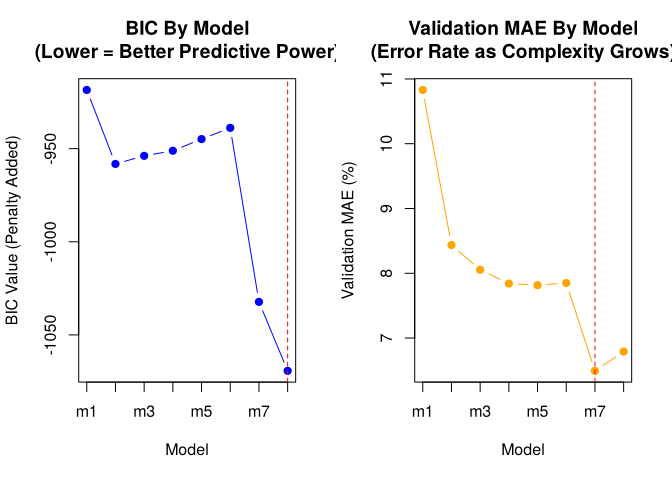 BIC By Model
(Lower = Better Predictive Power)
BIC Value (Penalty Added)
-950
-1000
-1050
m1 m3 m5 m7
Model
Validation MAE By Model
(Error Rate as Complexity Grows)
Validation MAE (%)
11
10
9
8
7
m1 m3 m5 m7
Model